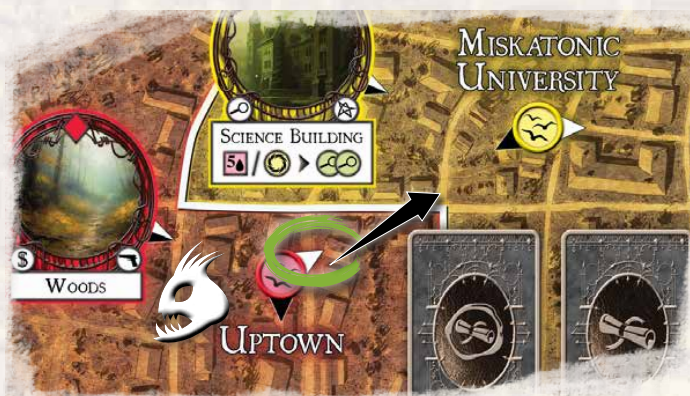 MISKATONIC
UNIVERSITY
SCIENCE BUILDING
5 / >
$
WOODS
UPTOWN